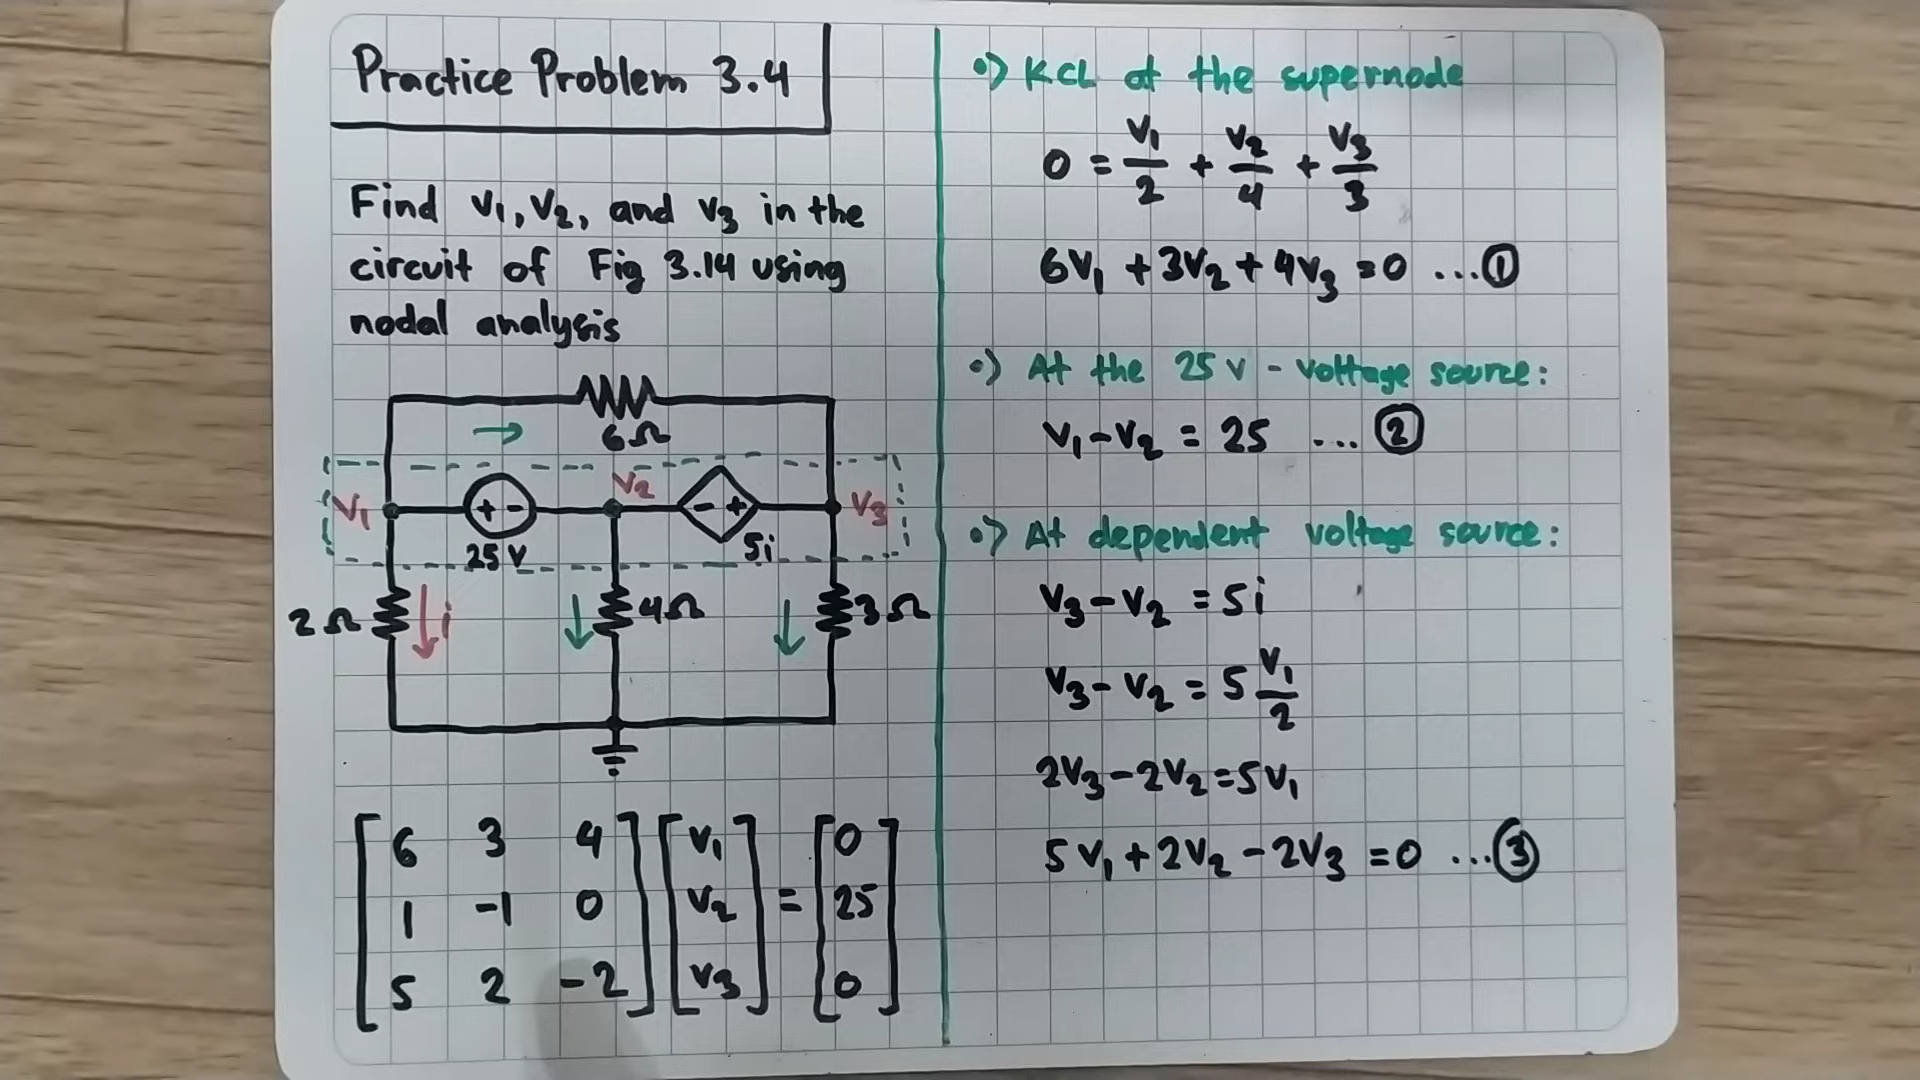 Practice Problem 3.4
Find v₁, v₂, and v₃ in the
circuit of Fig 3.14 using
nodal analysis
6Ω
v₁
+ -
25 V
v₂
- +
5i
v₃
2Ω
i
4Ω
3Ω
[6 3 4] [v₁] = [0]
[1 -1 0] [v₂] = [25]
[5 2 -2] [v₃] = [0]
•) KCL at the supernode
0 = v₁/2 + v₂/4 + v₃/3
6v₁ + 3v₂ + 4v₃ = 0 ...①
•) At the 25 V - voltage source:
v₁ - v₂ = 25 ...②
•) At dependent voltage source:
v₃ - v₂ = 5i
v₃ - v₂ = 5 v₁/2
2v₃ - 2v₂ = 5v₁
5v₁ + 2v₂ - 2v₃ = 0 ...③